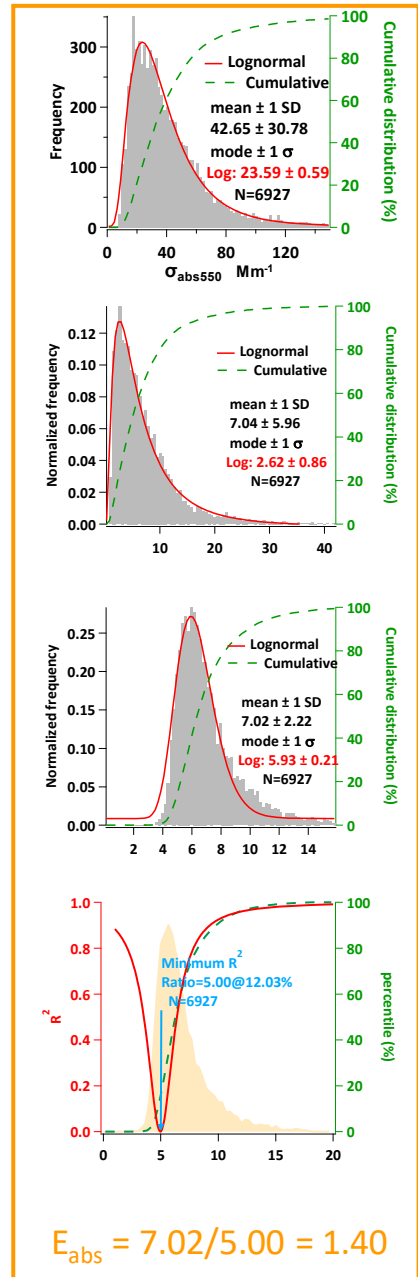 300
200
100
0
Frequency
Lognormal
Cumulative
mean ± 1 SD
42.65 ± 30.78
mode ± 1 σ
Log: 23.59 ± 0.59
N=6927
100
80
60
40
20
0
Cumulative distribution (%)
0 40 80 120
σabs550 Mm-1
0.12
0.10
0.08
0.06
0.04
0.02
0.00
Normalized frequency
Lognormal
Cumulative
mean ± 1 SD
7.04 ± 5.96
mode ± 1 σ
Log: 2.62 ± 0.86
N=6927
100
80
60
40
20
0
Cumulative distribution (%)
10 20 30 40
0.25
0.20
0.15
0.10
0.05
0.00
Normalized frequency
Lognormal
Cumulative
mean ± 1 SD
7.02 ± 2.22
mode ± 1 σ
Log: 5.93 ± 0.21
N=6927
100
80
60
40
20
0
Cumulative distribution (%)
2 4 6 8 10 12 14
1.0
0.8
0.6
0.4
0.2
0.0
R2
Minimum R2
Ratio=5.00@12.03%
N=6927
100
80
60
40
20
0
percentile (%)
0 5 10 15 20
Eabs = 7.02/5.00 = 1.40